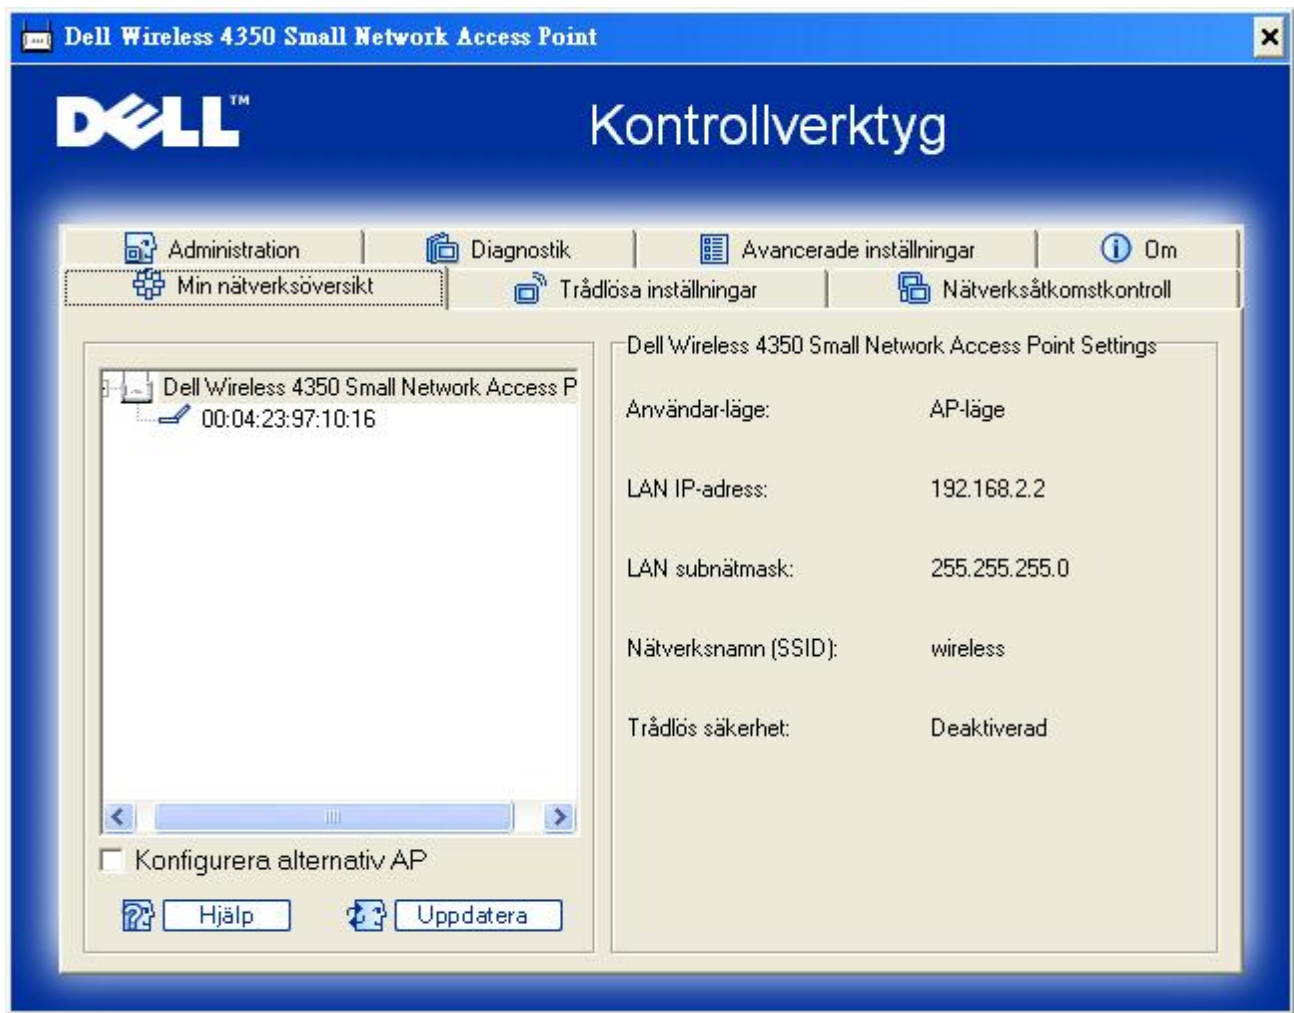 Dell Wireless 4350 Small Network Access Point
DELL™
Kontrollverktyg
Administration
Diagnostik
Avancerade inställningar
Om
Min nätverksöversikt
Trådlösa inställningar
Nätverksåtkomstkontroll
Dell Wireless 4350 Small Network Access P
00:04:23:97:10:16
Konfigurera alternativ AP
Hjälp
Uppdatera
Dell Wireless 4350 Small Network Access Point Settings
Användar-läge: AP-läge
LAN IP-adress: 192.168.2.2
LAN subnätmask: 255.255.255.0
Nätverksnamn (SSID): wireless
Trådlös säkerhet: Deaktiverad